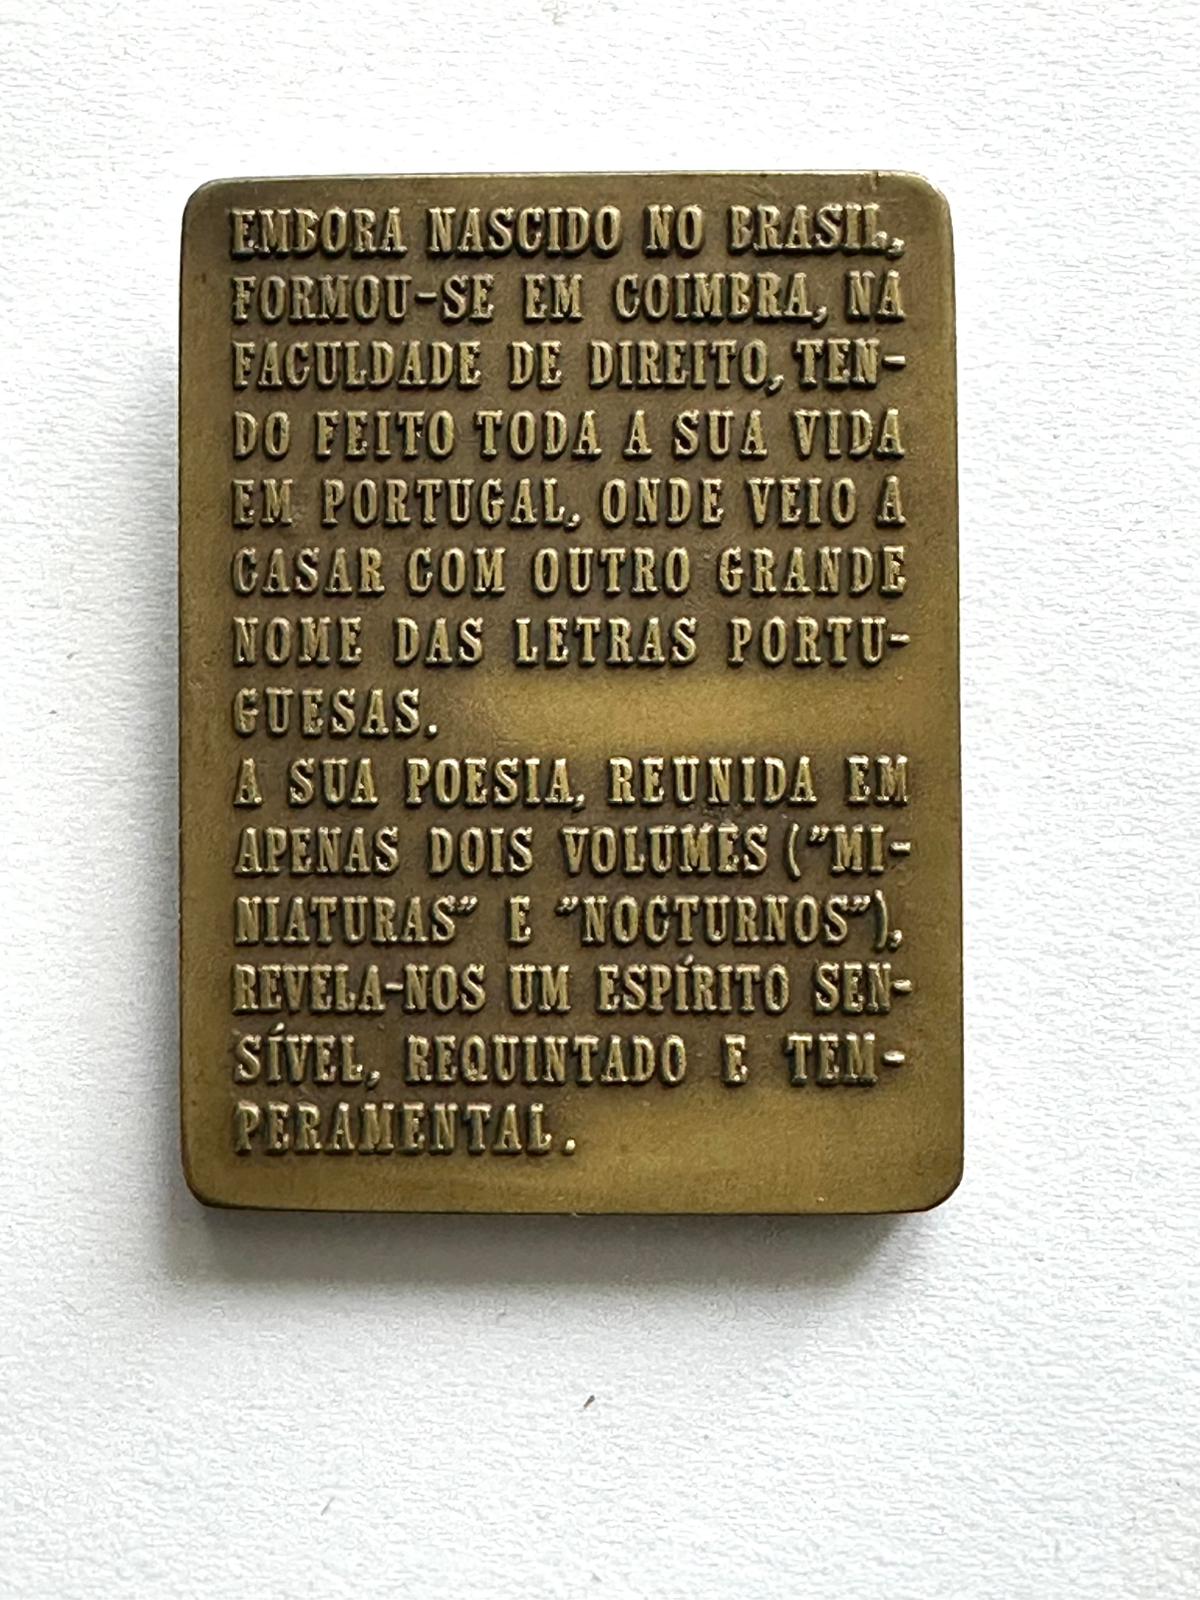 EMBORA NASCIDO NO BRASIL,
FORMOU-SE EM COIMBRA, NA
FACULDADE DE DIREITO, TEN-
DO FEITO TODA A SUA VIDA
EM PORTUGAL, ONDE VEIO A
CASAR COM OUTRO GRANDE
NOME DAS LETRAS PORTU-
GUESAS.
A SUA POESIA, REUNIDA EM
APENAS DOIS VOLUMES ("MI-
NIATURAS" E "NOCTURNOS"),
REVELA-NOS UM ESPÍRITO SEN-
SÍVEL, REQUINTADO E TEM-
PERAMENTAL.